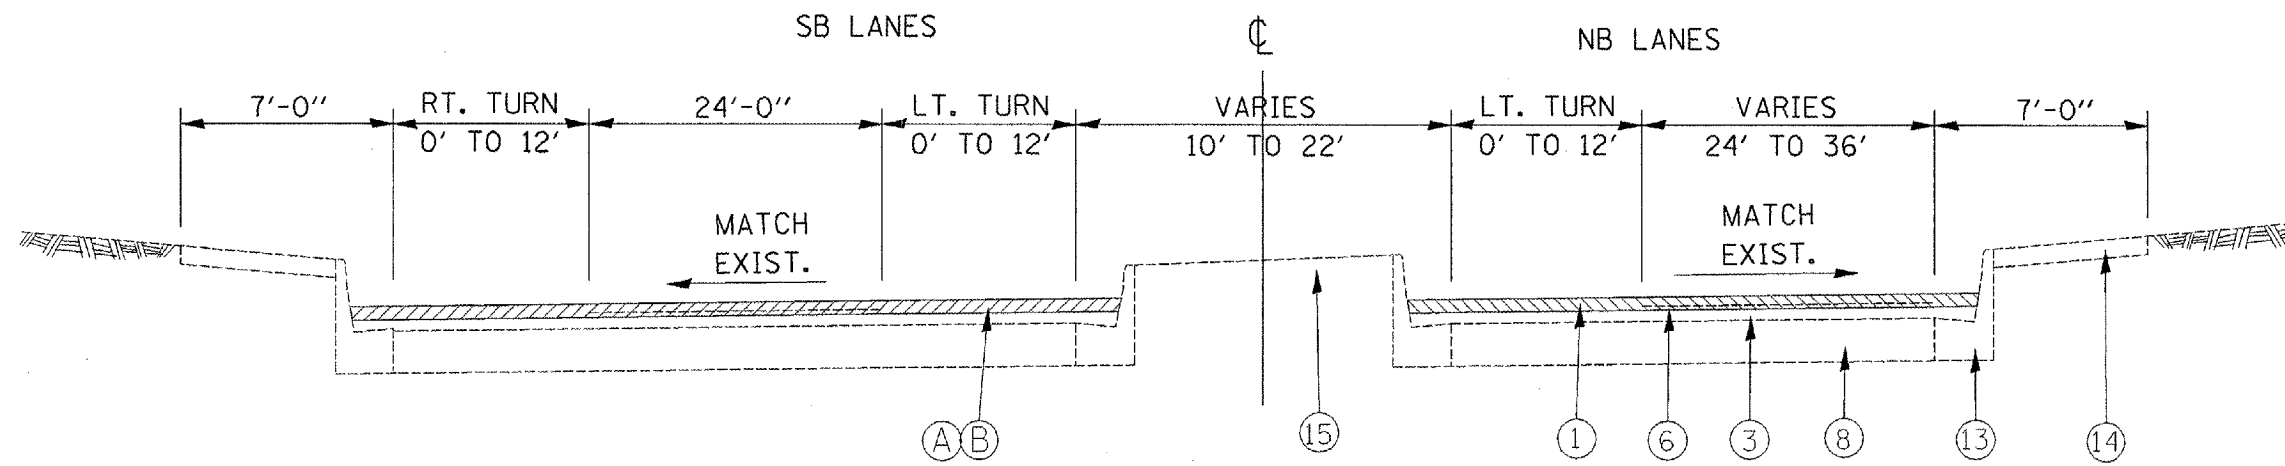 SB LANES
℄
NB LANES
7'-0"
RT. TURN
0' TO 12'
24'-0"
LT. TURN
0' TO 12'
VARIES
10' TO 22'
LT. TURN
0' TO 12'
VARIES
24' TO 36'
7'-0"
MATCH
EXIST.
MATCH
EXIST.
A B
15
1
6
3
8
13
14